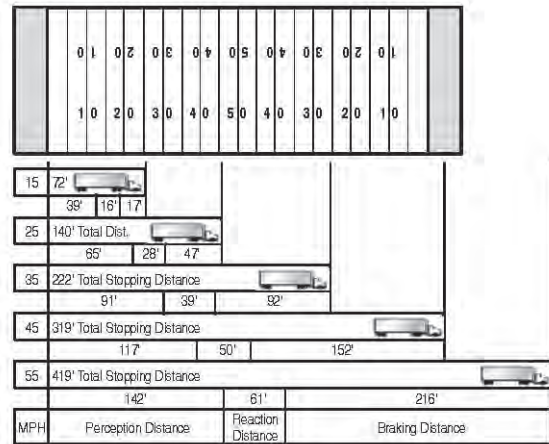 1 0 2 0 3 0 4 0 5 0 4 0 3 0 2 0 1 0
1 0 2 0 3 0 4 0 5 0 4 0 3 0 2 0 1 0
15 72'
39' 16' 17'
25 140' Total Dist.
65' 28' 47'
35 222' Total Stopping Distance
91' 39' 92'
45 319' Total Stopping Distance
117' 50' 152'
55 419' Total Stopping Distance
142' 61' 216'
MPH Perception Distance Reaction Distance Braking Distance